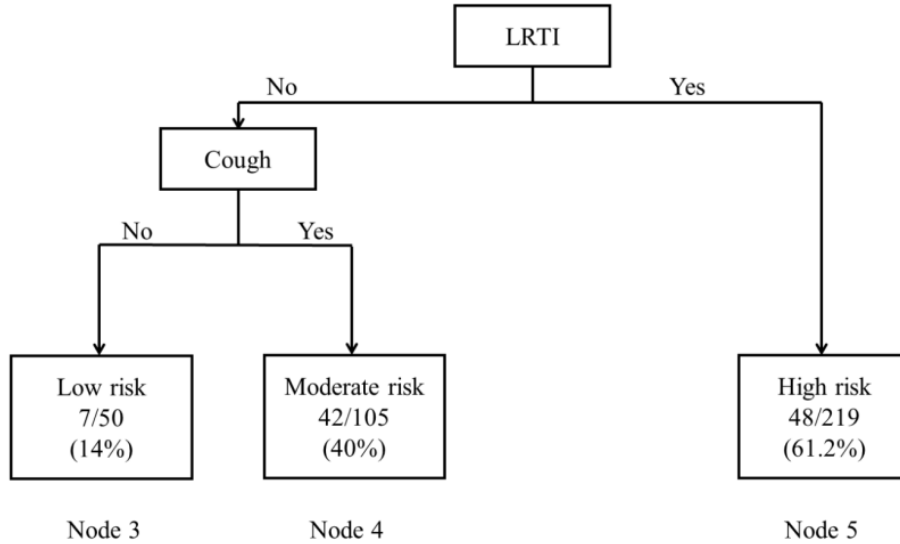 LRTI
No
Yes
Cough
No
Yes
Low risk
7/50
(14%)
Moderate risk
42/105
(40%)
High risk
48/219
(61.2%)
Node 3
Node 4
Node 5